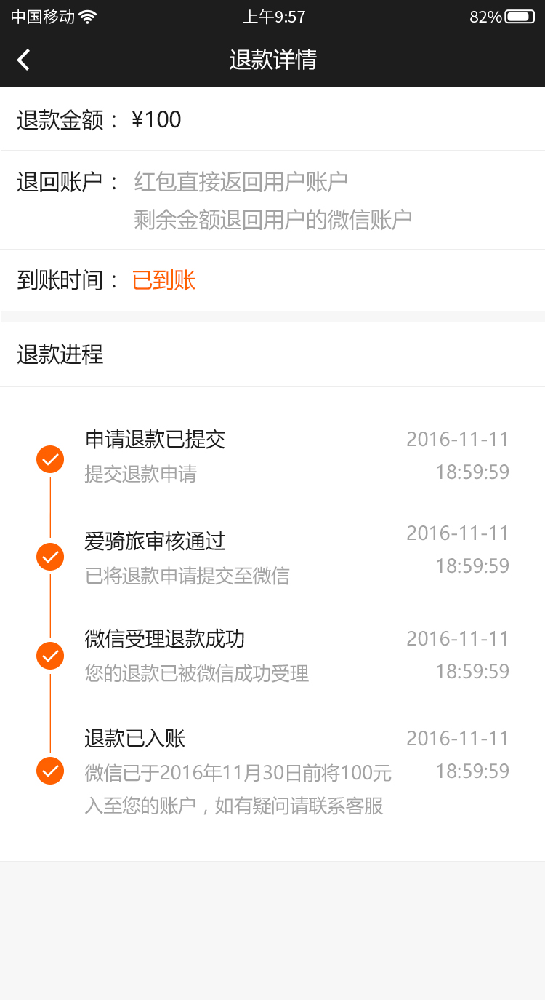 中国移动 上午9:57 82%
退款详情
退款金额： ¥100
退回账户： 红包直接返回用户账户
剩余金额退回用户的微信账户
到账时间： 已到账
退款进程
申请退款已提交 2016-11-11
提交退款申请 18:59:59
爱骑旅审核通过 2016-11-11
已将退款申请提交至微信 18:59:59
微信受理退款成功 2016-11-11
您的退款已被微信成功受理 18:59:59
退款已入账 2016-11-11
微信已于2016年11月30日前将100元 18:59:59
入至您的账户，如有疑问请联系客服